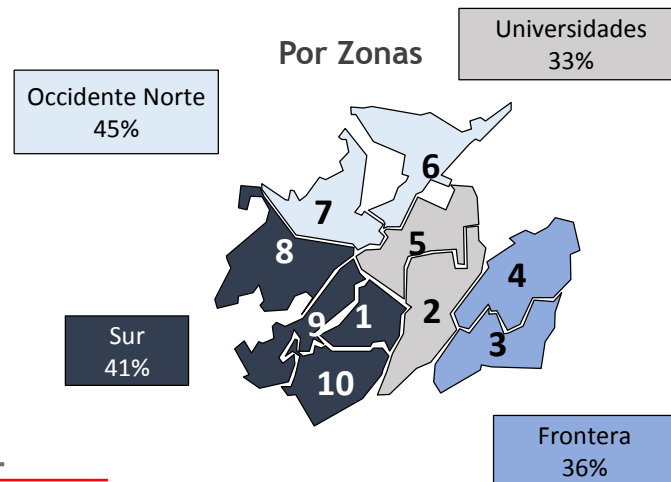 Por Zonas
Universidades
33%
Occidente Norte
45%
6
7
5
8
4
2
9
1
3
10
Sur
41%
Frontera
36%